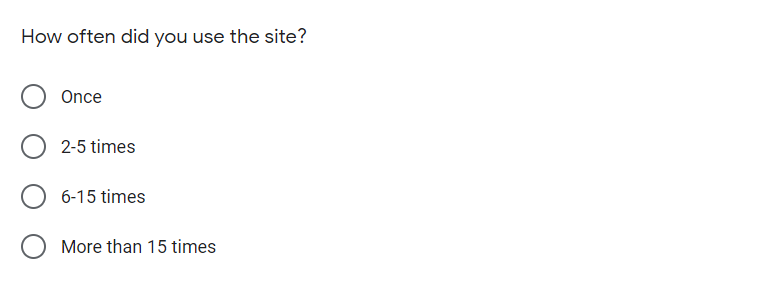 How often did you use the site?
Once
2-5 times
6-15 times
More than 15 times